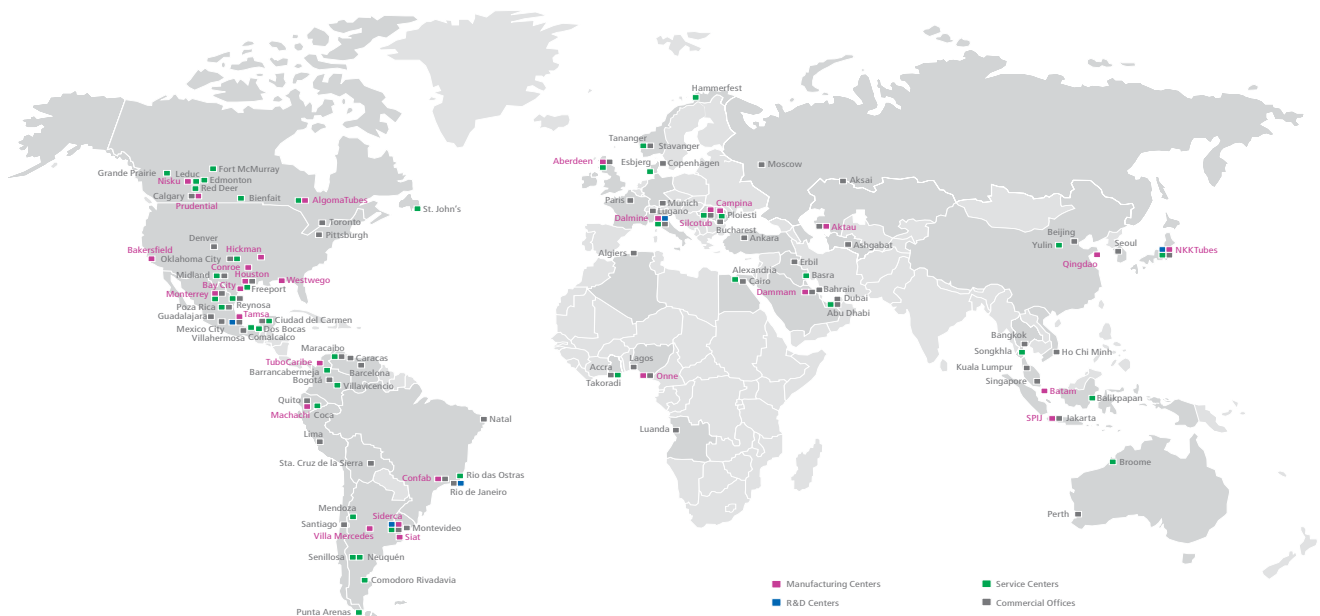 Hammerfest
Tananger
Stavanger
Aberdeen
Esbjerg
Copenhagen
Moscow
Fort McMurray
Grande Prairie
Leduc
Nisku
Edmonton
Red Deer
Aksai
Calgary
Bienfait
AlgomaTubes
Prudential
St. John's
Paris
Munich
Campina
Lugano
Dalmine
Ploiesti
Silcotub
Bucharest
Aktau
Toronto
Pittsburgh
Denver
Ankara
Ashgabat
Beijing
Yulin
Seoul
NKKTubes
Bakersfield
Hickman
Oklahoma City
Algiers
Erbil
Qingdao
Conroe
Midland
Houston
Westwego
Alexandria
Basra
Cairo
Bay City
Freeport
Monterrey
Dammam
Bahrain
Dubai
Reynosa
Poza Rica
Abu Dhabi
Guadalajara
Tamsa
Ciudad del Carmen
Mexico City
Dos Bocas
Villahermosa
Comalcalco
Bangkok
Maracaibo
Caracas
Songkhla
Ho Chi Minh
TuboCaribe
Barrancabermeja
Barcelona
Lagos
Accra
Kuala Lumpur
Bogotá
Takoradi
Onne
Singapore
Villavicencio
Batam
Balikpapan
Quito
Machachi
Coca
Natal
SPIJ
Jakarta
Lima
Luanda
Sta. Cruz de la Sierra
Broome
Confab
Rio das Ostras
Rio de Janeiro
Mendoza
Siderca
Perth
Santiago
Montevideo
Villa Mercedes
Siat
Senillosa
Neuquén
Comodoro Rivadavia
Punta Arenas
Manufacturing Centers
Service Centers
R&D Centers
Commercial Offices